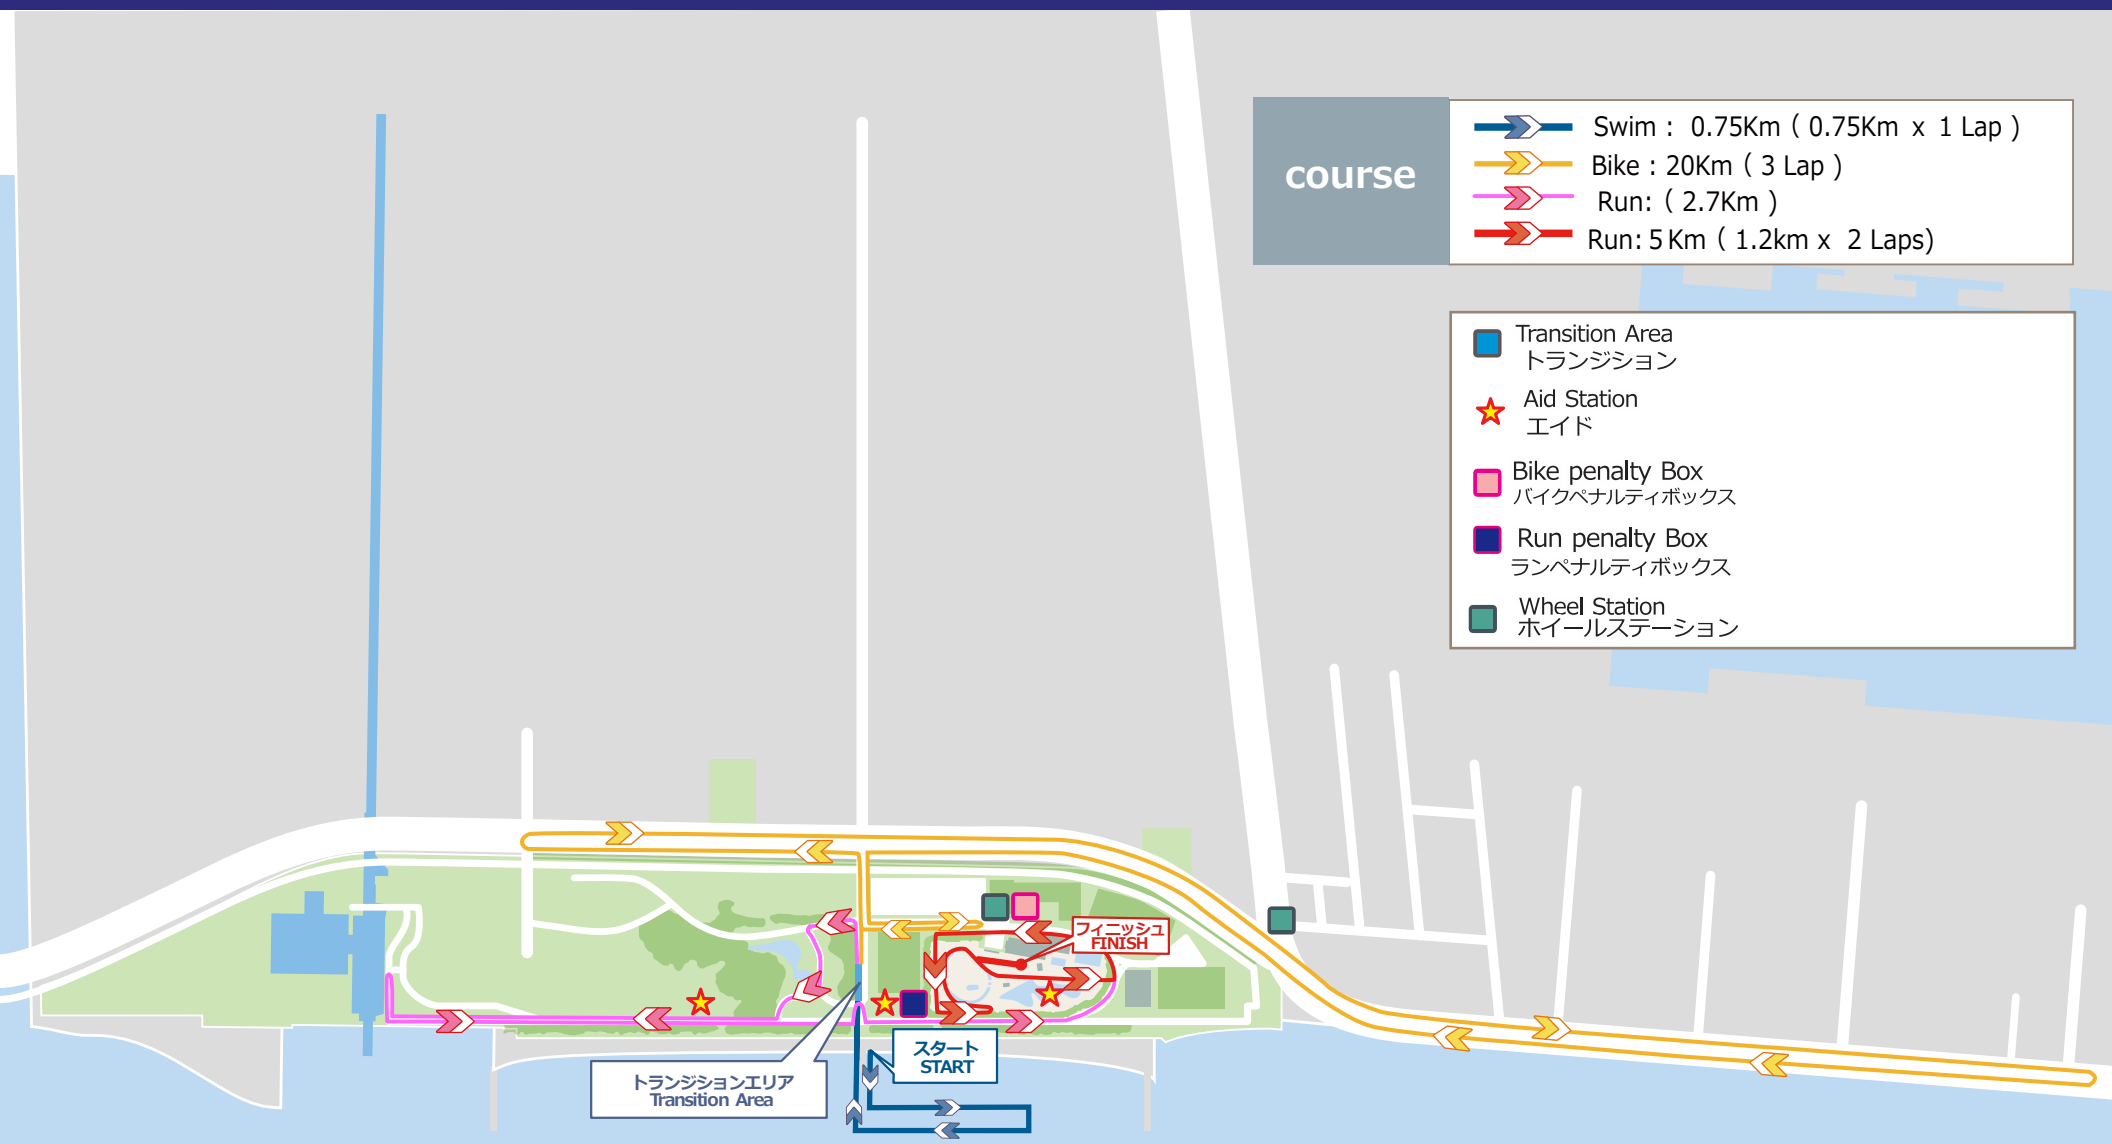 course
Swim : 0.75Km ( 0.75Km x 1 Lap )
Bike : 20Km ( 3 Lap )
Run: ( 2.7Km )
Run: 5 Km ( 1.2km x 2 Laps)
Transition Area
トランジション
Aid Station
エイド
Bike penalty Box
バイクペナルティボックス
Run penalty Box
ランペナルティボックス
Wheel Station
ホイールステーション
フィニッシュ
FINISH
スタート
START
トランジションエリア
Transition Area